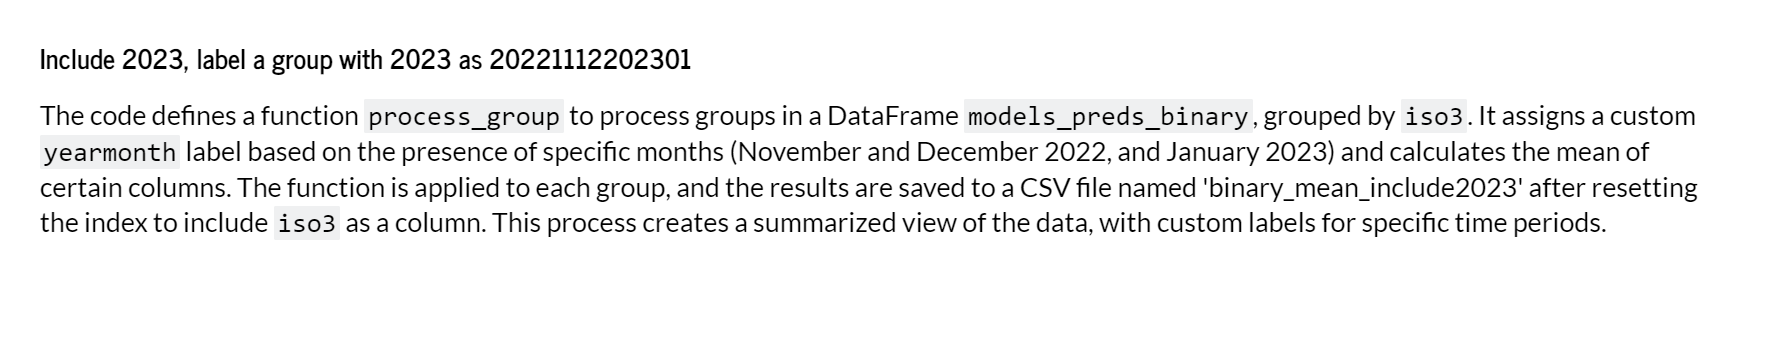 Include 2023, label a group with 2023 as 20221112202301
The code defines a function process_group to process groups in a DataFrame models_preds_binary, grouped by iso3. It assigns a custom
yearmonth label based on the presence of specific months (November and December 2022, and January 2023) and calculates the mean of
certain columns. The function is applied to each group, and the results are saved to a CSV file named 'binary_mean_include2023' after resetting
the index to include iso3 as a column. This process creates a summarized view of the data, with custom labels for specific time periods.